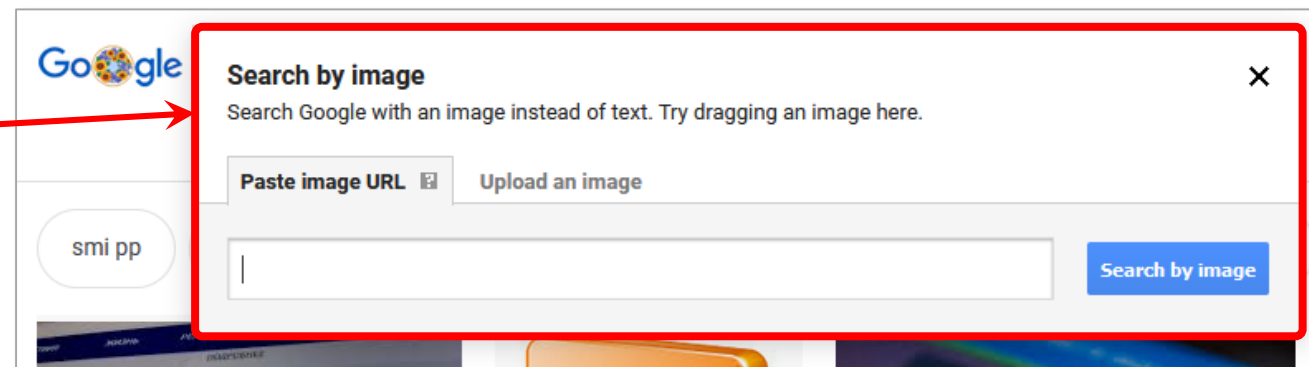 Google
Search by image
Search Google with an image instead of text. Try dragging an image here.
Paste image URL ?
Upload an image
smi pp
Search by image